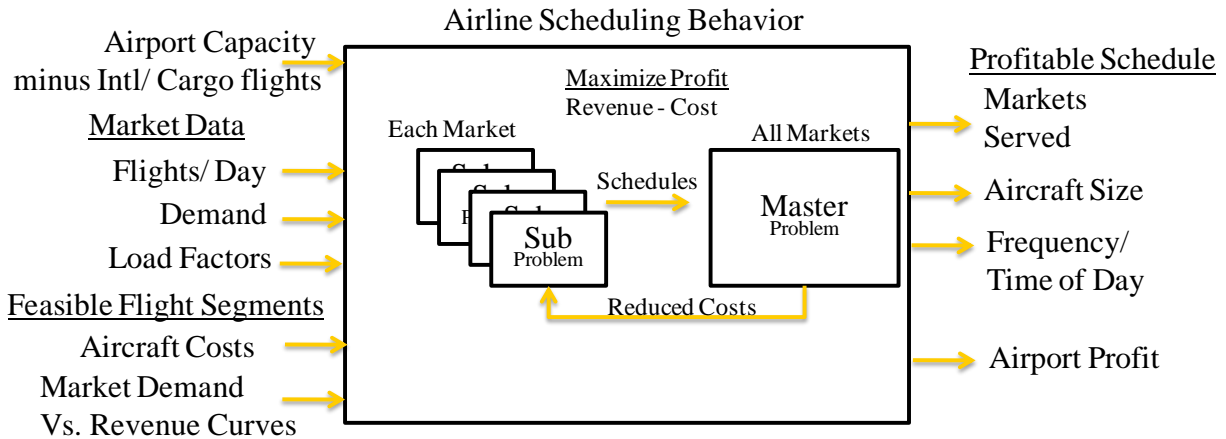 Airline Scheduling Behavior
Airport Capacity
minus Intl/ Cargo flights
Market Data
Flights/ Day
Demand
Load Factors
Feasible Flight Segments
Aircraft Costs
Market Demand
Vs. Revenue Curves
Maximize Profit
Revenue - Cost
Each Market
Sub
Problem
Schedules
All Markets
Master
Problem
Reduced Costs
Profitable Schedule
Markets
Served
Aircraft Size
Frequency/
Time of Day
Airport Profit